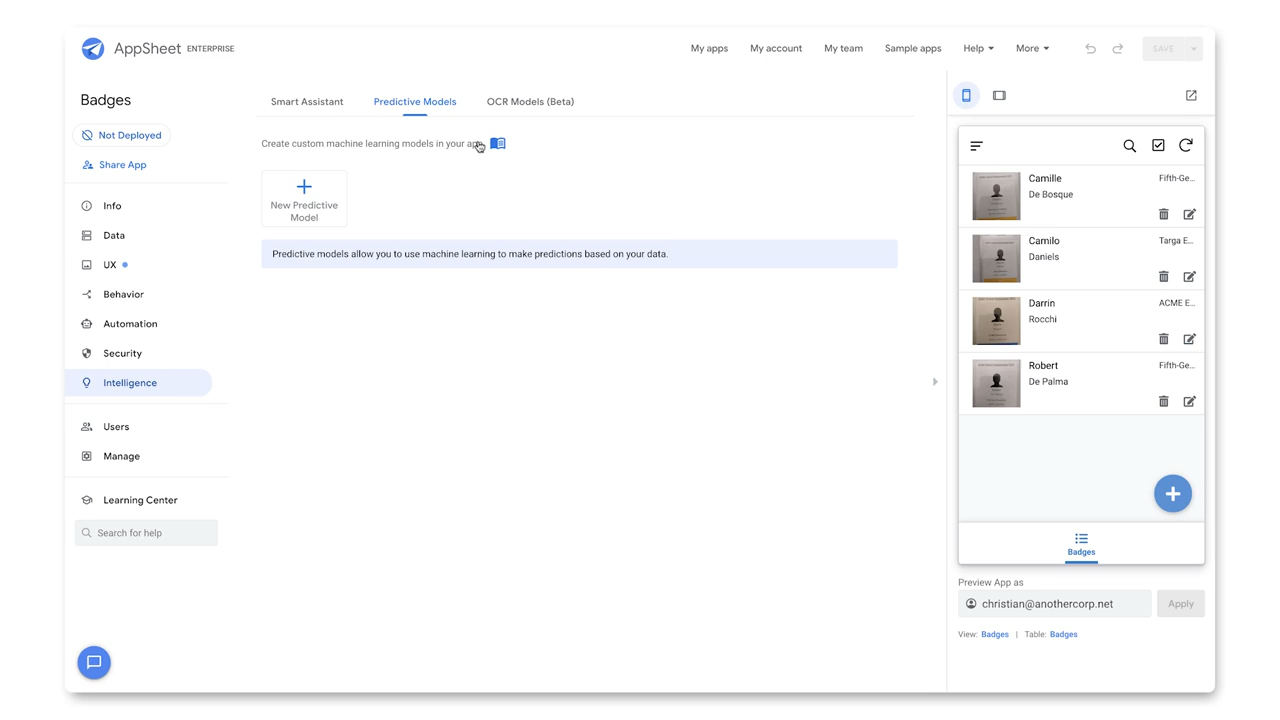 AppSheet ENTERPRISE
My apps
My account
My team
Sample apps
Help
More
SAVE
Badges
Not Deployed
Share App
Info
Data
UX
Behavior
Automation
Security
Intelligence
Users
Manage
Learning Center
Search for help
Smart Assistant
Predictive Models
OCR Models (Beta)
Create custom machine learning models in your app
New Predictive
Model
Predictive models allow you to use machine learning to make predictions based on your data.
Camille
Fifth-Ge...
De Bosque
Camilo
Targa E...
Daniels
Darrin
ACME E...
Rocchi
Robert
Fifth-Ge...
De Palma
Badges
Preview App as
christian@anothercorp.net
Apply
View: Badges | Table: Badges